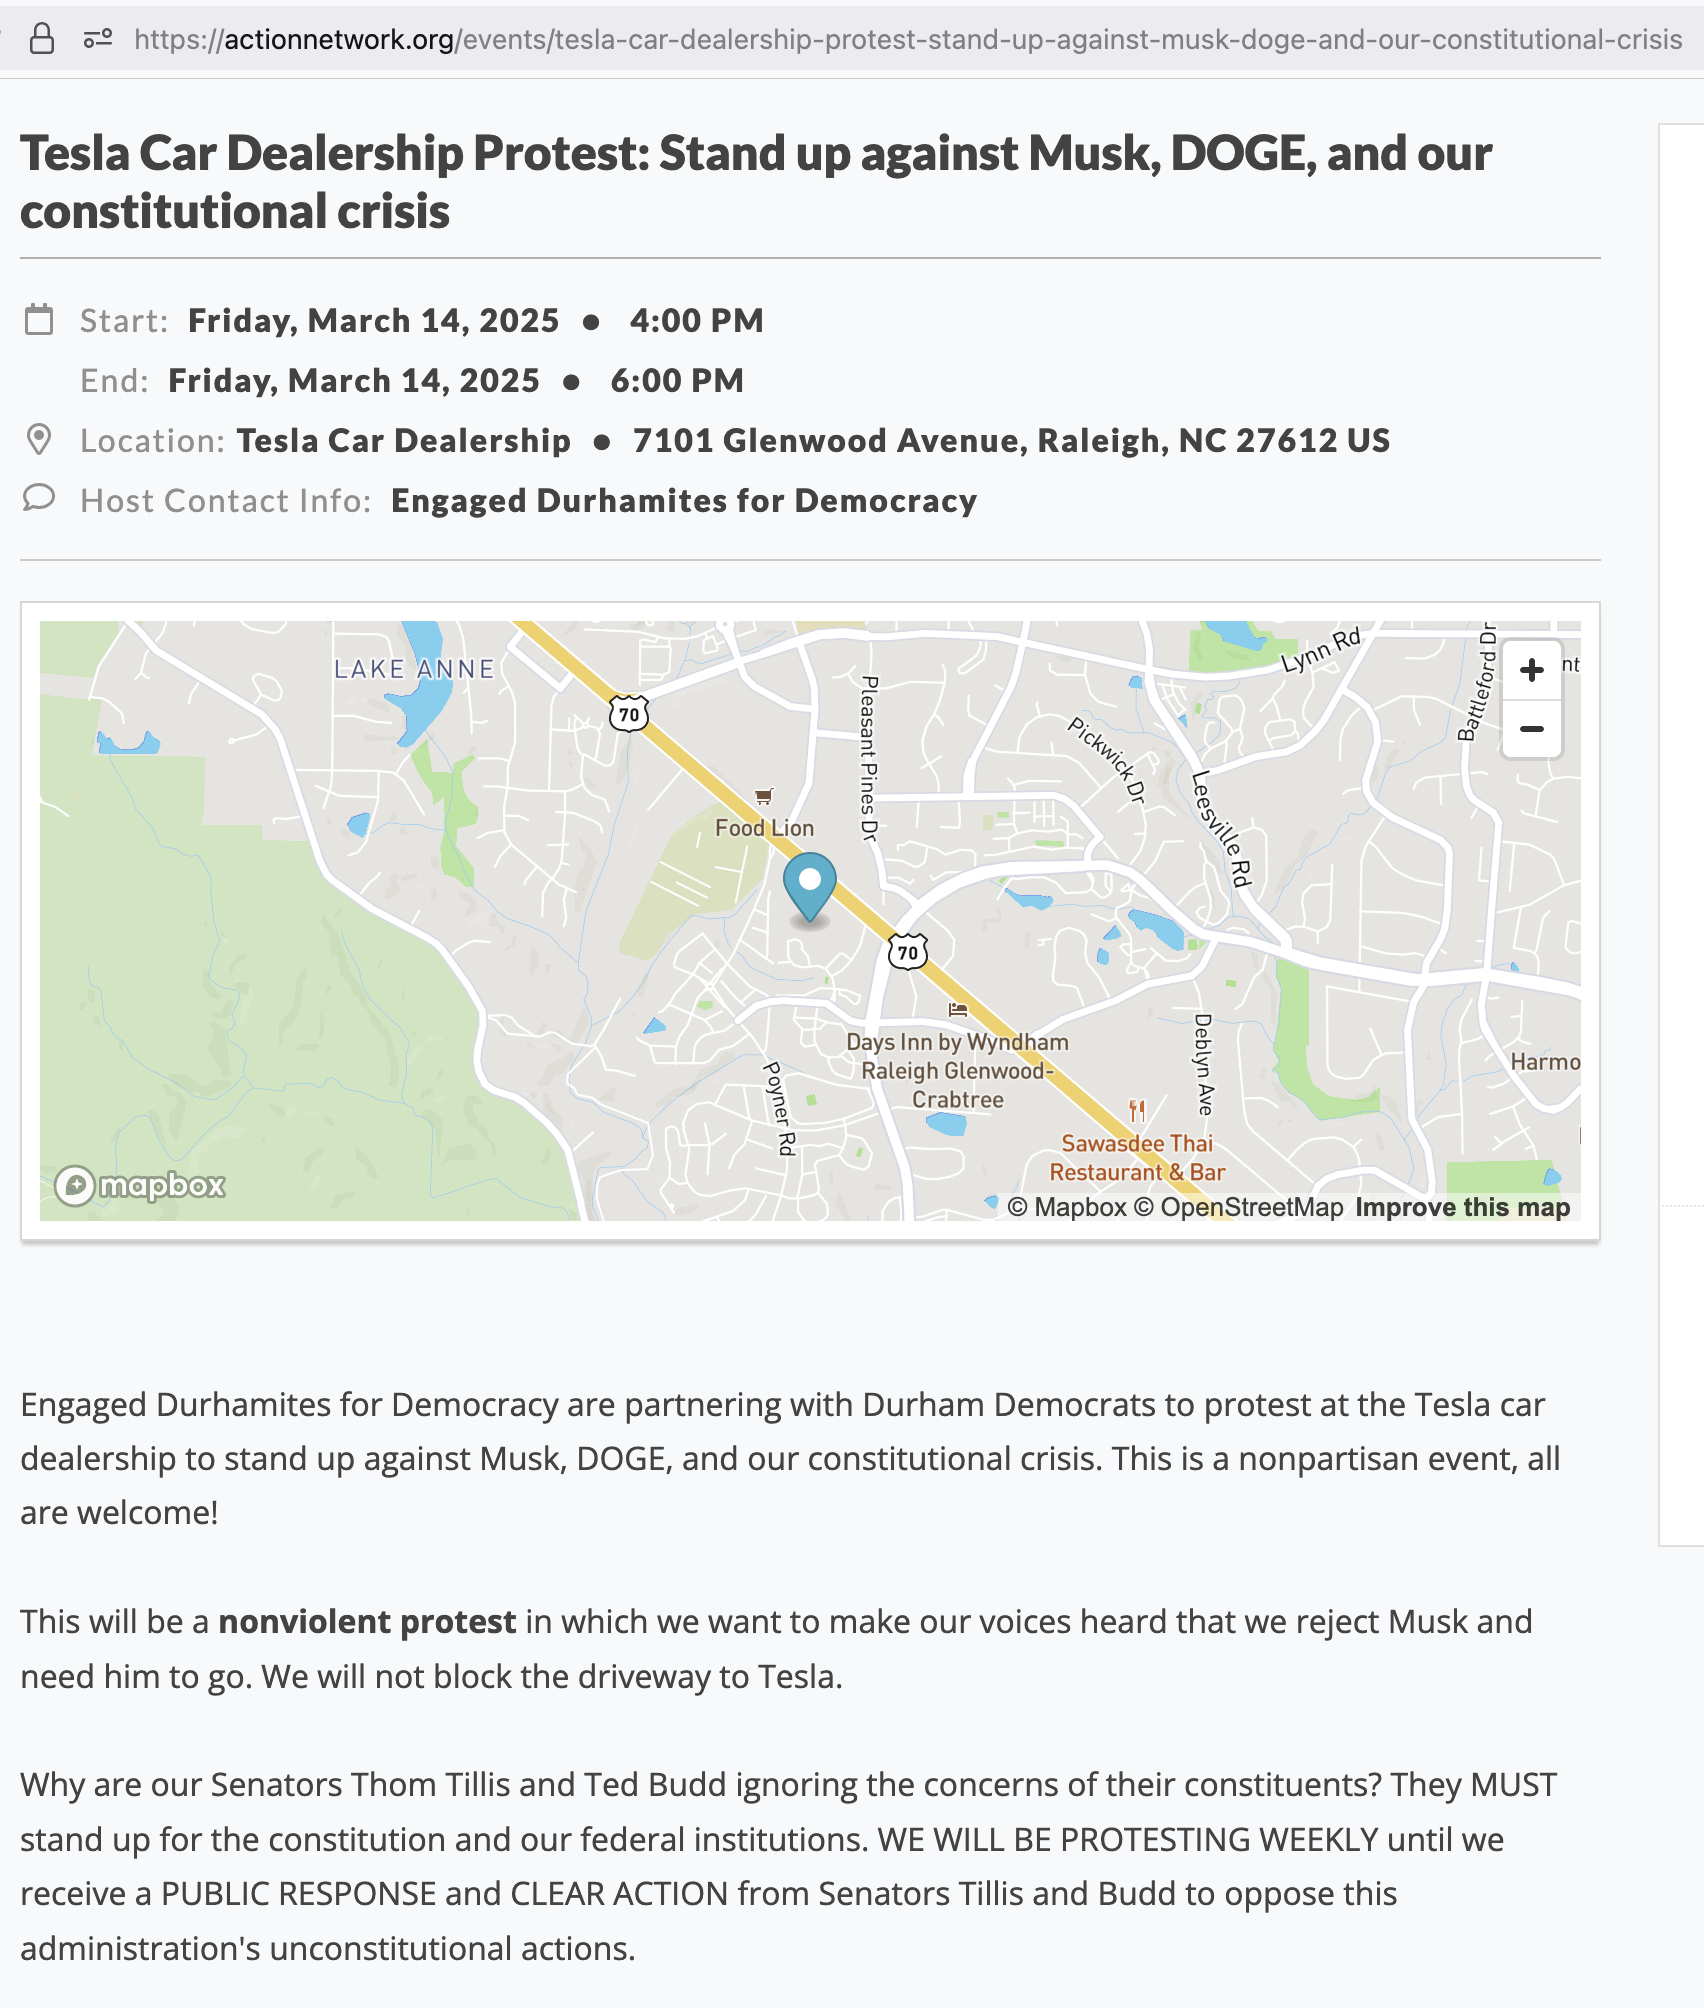 https://actionnetwork.org/events/tesla-car-dealership-protest-stand-up-against-musk-doge-and-our-constitutional-crisis
Tesla Car Dealership Protest: Stand up against Musk, DOGE, and our
constitutional crisis
Start: Friday, March 14, 2025 ● 4:00 PM
End: Friday, March 14, 2025 ● 6:00 PM
Location: Tesla Car Dealership ● 7101 Glenwood Avenue, Raleigh, NC 27612 US
Host Contact Info: Engaged Durhamites for Democracy
LAKE ANNE
70
Food Lion
Pleasant Pines Dr
Pickwick Dr
Leesville Rd
Lynn Rd
Battleford Dr
nt
+
−
70
Days Inn by Wyndham
Raleigh Glenwood-
Crabtree
Poyner Rd
Deblyn Ave
Harmo
Sawasdee Thai
Restaurant & Bar
mapbox
© Mapbox © OpenStreetMap Improve this map
Engaged Durhamites for Democracy are partnering with Durham Democrats to protest at the Tesla car
dealership to stand up against Musk, DOGE, and our constitutional crisis. This is a nonpartisan event, all
are welcome!
This will be a nonviolent protest in which we want to make our voices heard that we reject Musk and
need him to go. We will not block the driveway to Tesla.
Why are our Senators Thom Tillis and Ted Budd ignoring the concerns of their constituents? They MUST
stand up for the constitution and our federal institutions. WE WILL BE PROTESTING WEEKLY until we
receive a PUBLIC RESPONSE and CLEAR ACTION from Senators Tillis and Budd to oppose this
administration's unconstitutional actions.